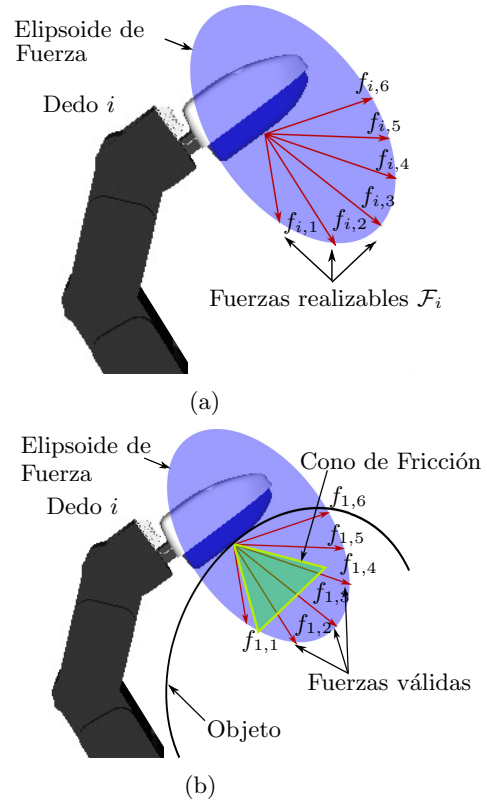 Elipsoide de
Fuerza
Dedo i
f_{i,6}
f_{i,5}
f_{i,4}
f_{i,3}
f_{i,2}
f_{i,1}
Fuerzas realizables \mathcal{F}_i
(a)
Elipsoide de
Fuerza
Cono de Fricción
Dedo i
f_{1,6}
f_{1,5}
f_{1,4}
f_{1,3}
f_{1,2}
f_{1,1}
Fuerzas válidas
Objeto
(b)